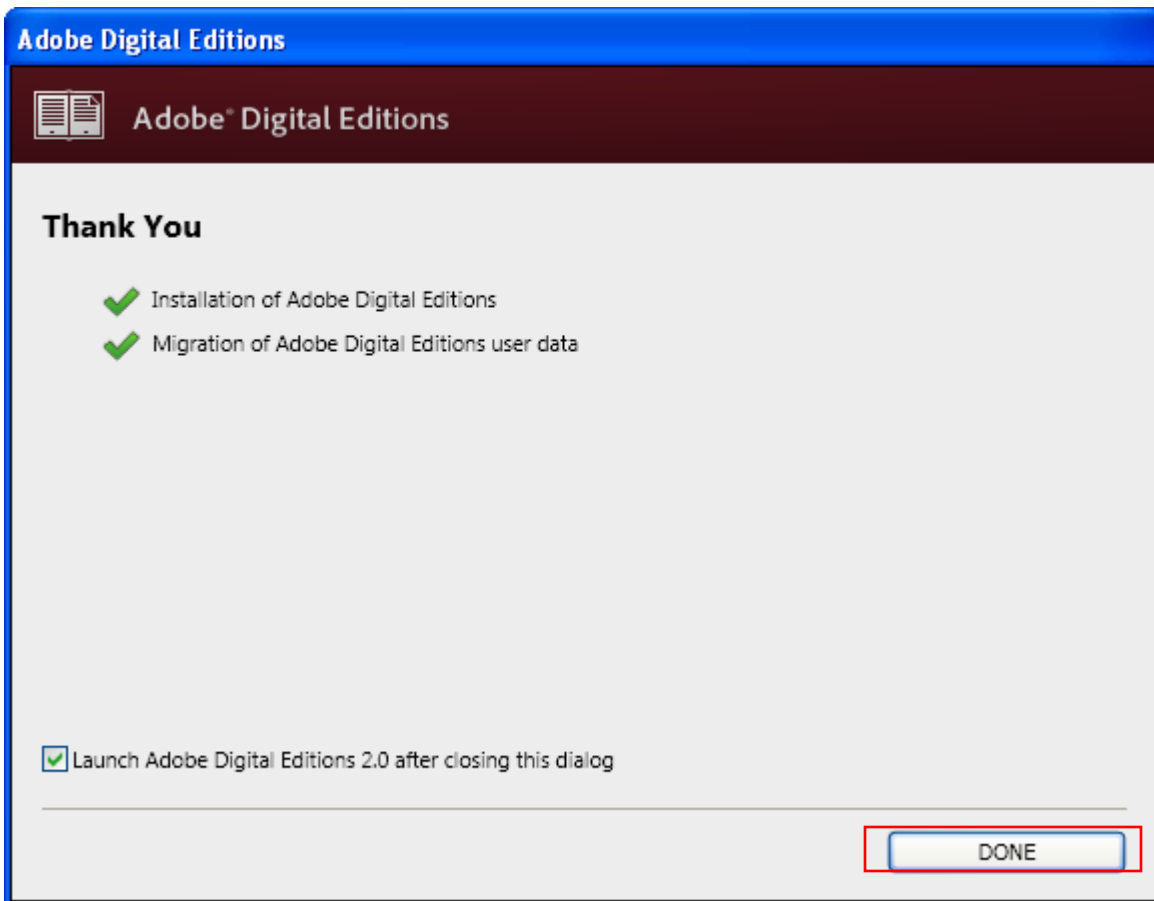 Adobe Digital Editions
Adobe® Digital Editions
Thank You
Installation of Adobe Digital Editions
Migration of Adobe Digital Editions user data
Launch Adobe Digital Editions 2.0 after closing this dialog
DONE